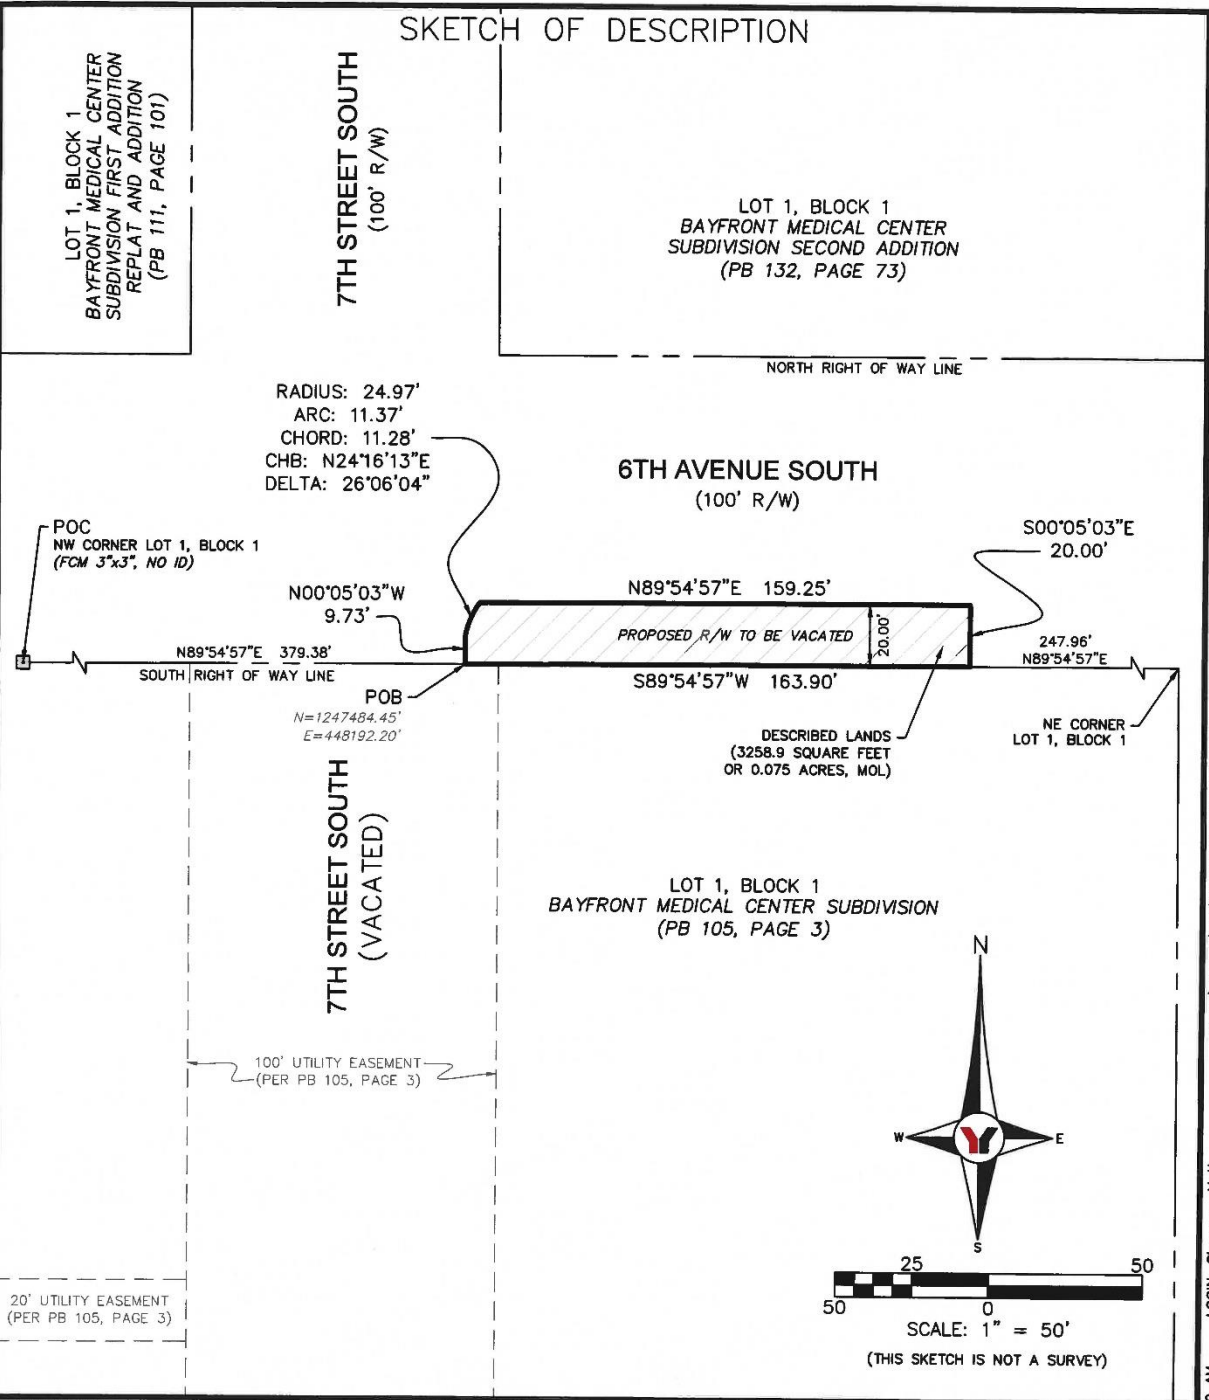 SKETCH OF DESCRIPTION
LOT 1, BLOCK 1
BAYFRONT MEDICAL CENTER
SUBDIVISION FIRST ADDITION
REPLAT AND ADDITION
(PB 111, PAGE 101)
7TH STREET SOUTH
(100' R/W)
LOT 1, BLOCK 1
BAYFRONT MEDICAL CENTER
SUBDIVISION SECOND ADDITION
(PB 132, PAGE 73)
NORTH RIGHT OF WAY LINE
RADIUS: 24.97'
ARC: 11.37'
CHORD: 11.28'
CHB: N24°16'13"E
DELTA: 26°06'04"
6TH AVENUE SOUTH
(100' R/W)
POC
NW CORNER LOT 1, BLOCK 1
(FCM 3"x3", NO ID)
S00°05'03"E
20.00'
N00°05'03"W
9.73'
N89°54'57"E 159.25'
PROPOSED R/W TO BE VACATED
20.00'
N89°54'57"E 379.38'
SOUTH RIGHT OF WAY LINE
247.96'
N89°54'57"E
S89°54'57"W 163.90'
POB
N=1247484.45'
E=448192.20'
DESCRIBED LANDS
(3258.9 SQUARE FEET
OR 0.075 ACRES, MOL)
NE CORNER
LOT 1, BLOCK 1
7TH STREET SOUTH
(VACATED)
LOT 1, BLOCK 1
BAYFRONT MEDICAL CENTER SUBDIVISION
(PB 105, PAGE 3)
100' UTILITY EASEMENT
(PER PB 105, PAGE 3)
N
W
E
S
20' UTILITY EASEMENT
(PER PB 105, PAGE 3)
25
50
50
0
SCALE: 1" = 50'
(THIS SKETCH IS NOT A SURVEY)